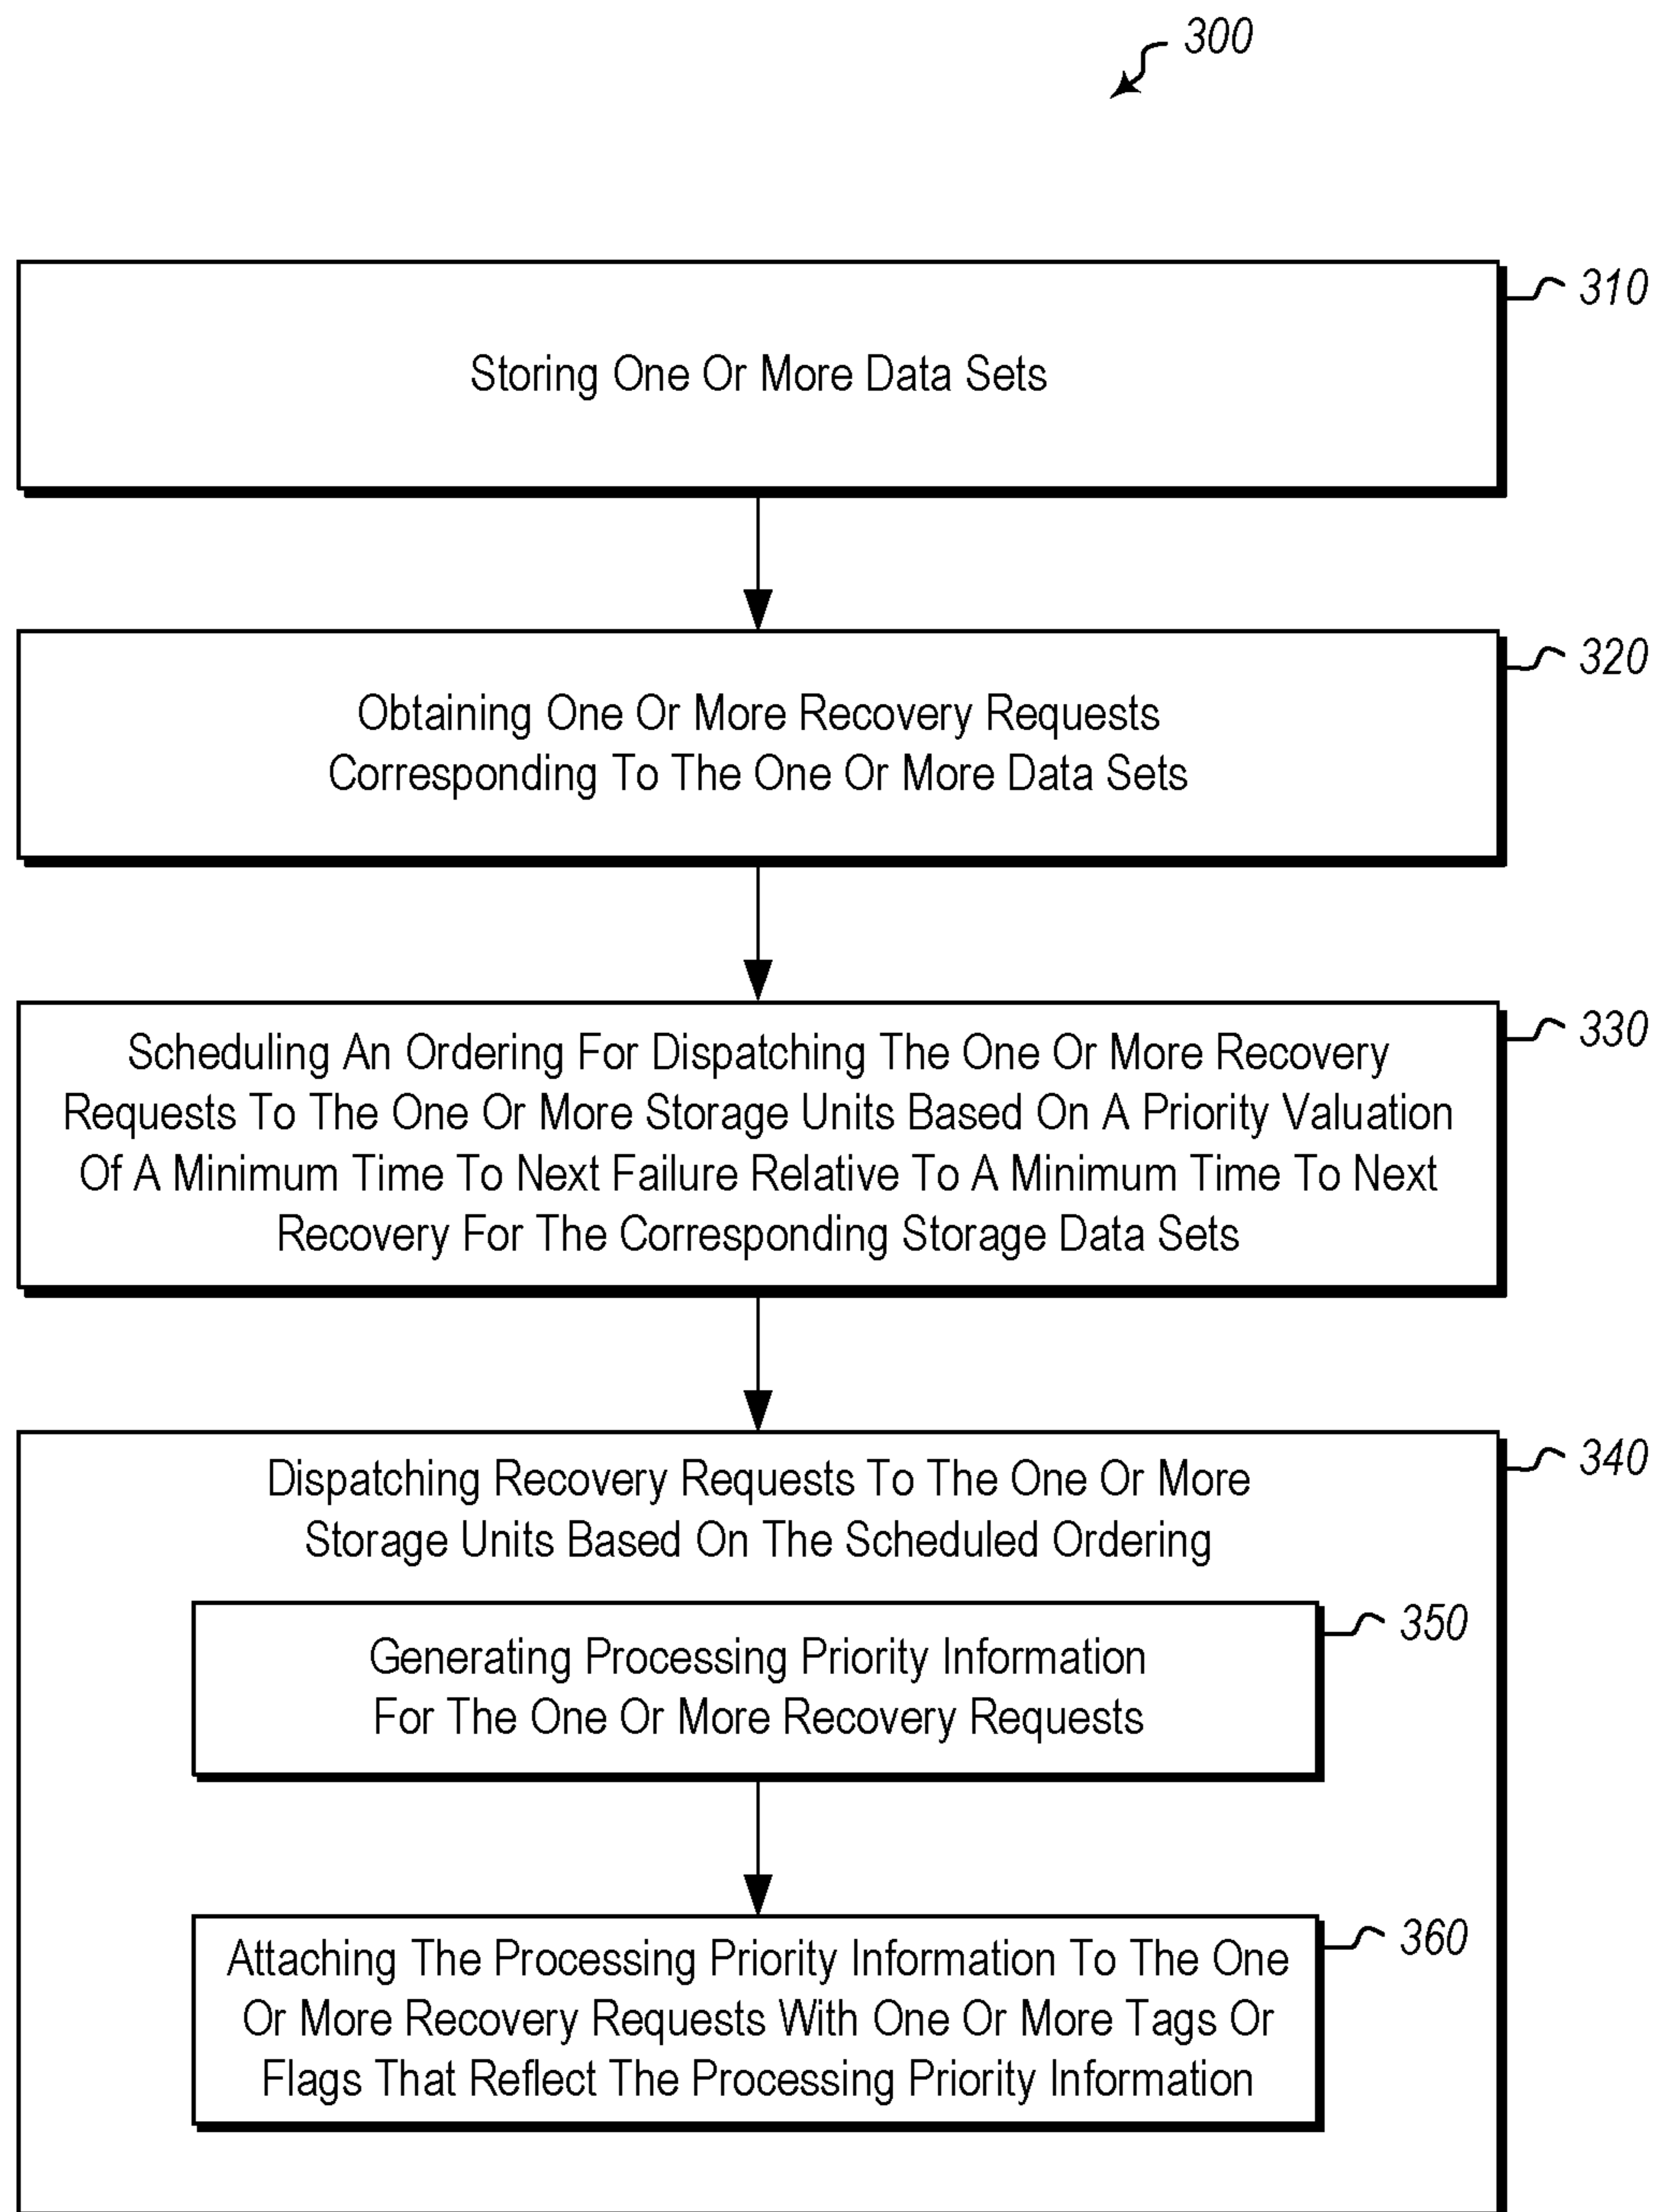 300
310
Storing One Or More Data Sets
320
Obtaining One Or More Recovery Requests
Corresponding To The One Or More Data Sets
330
Scheduling An Ordering For Dispatching The One Or More Recovery
Requests To The One Or More Storage Units Based On A Priority Valuation
Of A Minimum Time To Next Failure Relative To A Minimum Time To Next
Recovery For The Corresponding Storage Data Sets
340
Dispatching Recovery Requests To The One Or More
Storage Units Based On The Scheduled Ordering
350
Generating Processing Priority Information
For The One Or More Recovery Requests
360
Attaching The Processing Priority Information To The One
Or More Recovery Requests With One Or More Tags Or
Flags That Reflect The Processing Priority Information